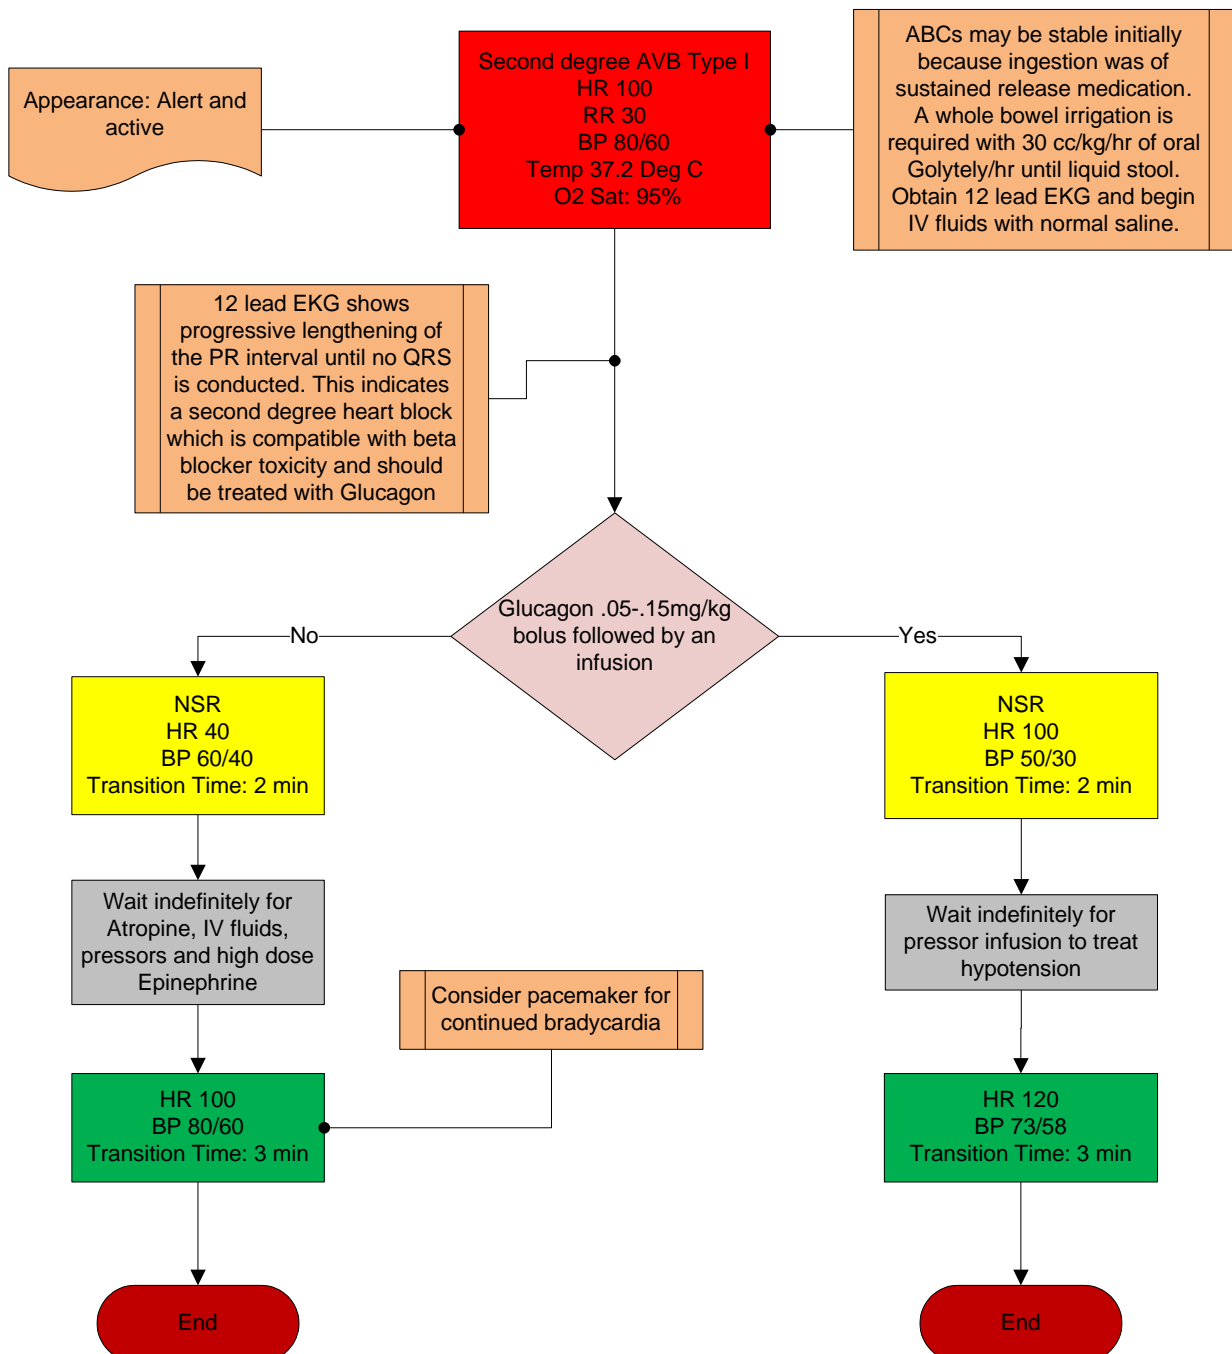 Appearance: Alert and
active
Second degree AVB Type I
HR 100
RR 30
BP 80/60
Temp 37.2 Deg C
O2 Sat: 95%
ABCs may be stable initially
because ingestion was of
sustained release medication.
A whole bowel irrigation is
required with 30 cc/kg/hr of oral
Golytely/hr until liquid stool.
Obtain 12 lead EKG and begin
IV fluids with normal saline.
12 lead EKG shows
progressive lengthening of
the PR interval until no QRS
is conducted. This indicates
a second degree heart block
which is compatible with beta
blocker toxicity and should
be treated with Glucagon
Glucagon .05-.15mg/kg
bolus followed by an
infusion
No
Yes
NSR
HR 40
BP 60/40
Transition Time: 2 min
NSR
HR 100
BP 50/30
Transition Time: 2 min
Wait indefinitely for
Atropine, IV fluids,
pressors and high dose
Epinephrine
Wait indefinitely for
pressor infusion to treat
hypotension
Consider pacemaker for
continued bradycardia
HR 100
BP 80/60
Transition Time: 3 min
HR 120
BP 73/58
Transition Time: 3 min
End
End